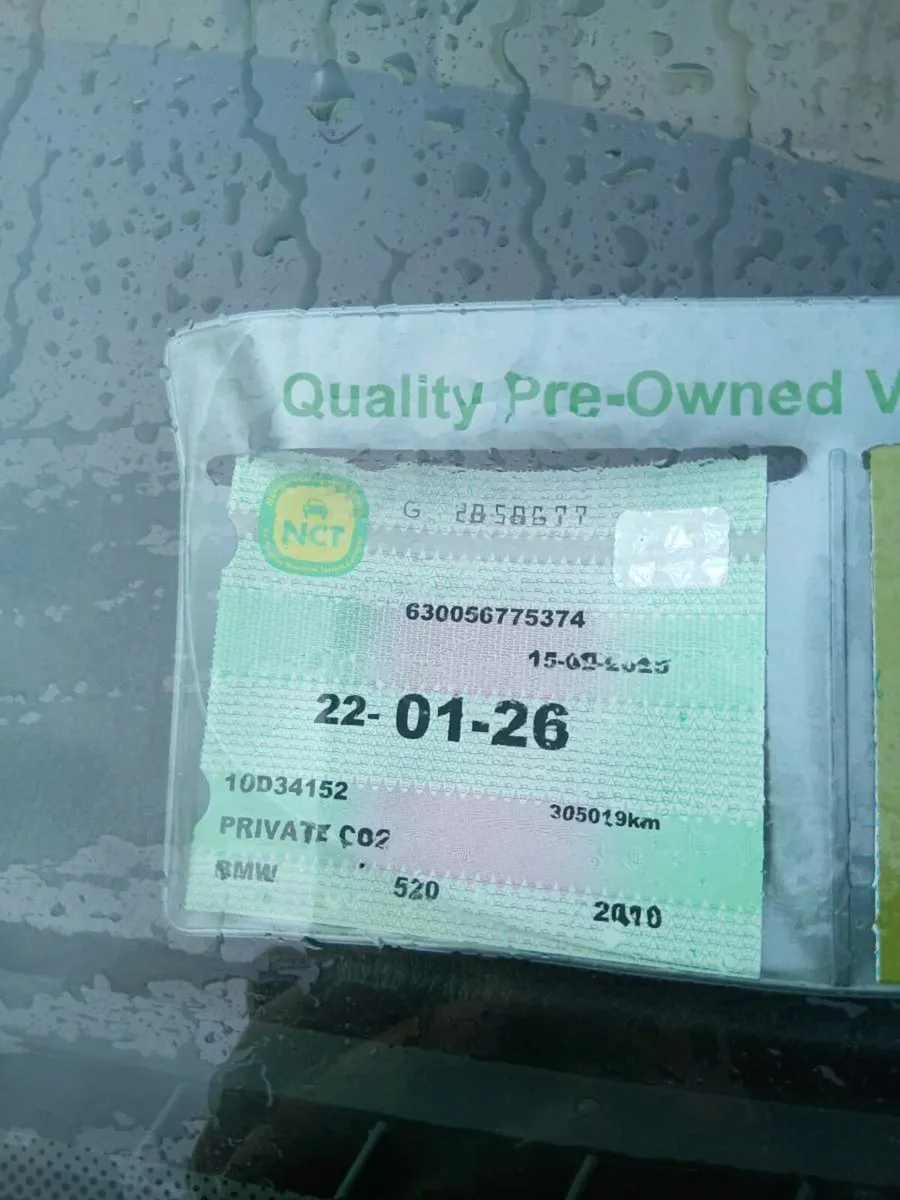 Quality Pre-Owned V
NCT
G 2858677
630056775374
22-01-26
10D34152
305019km
PRIVATE CO2
BMW 520 2010